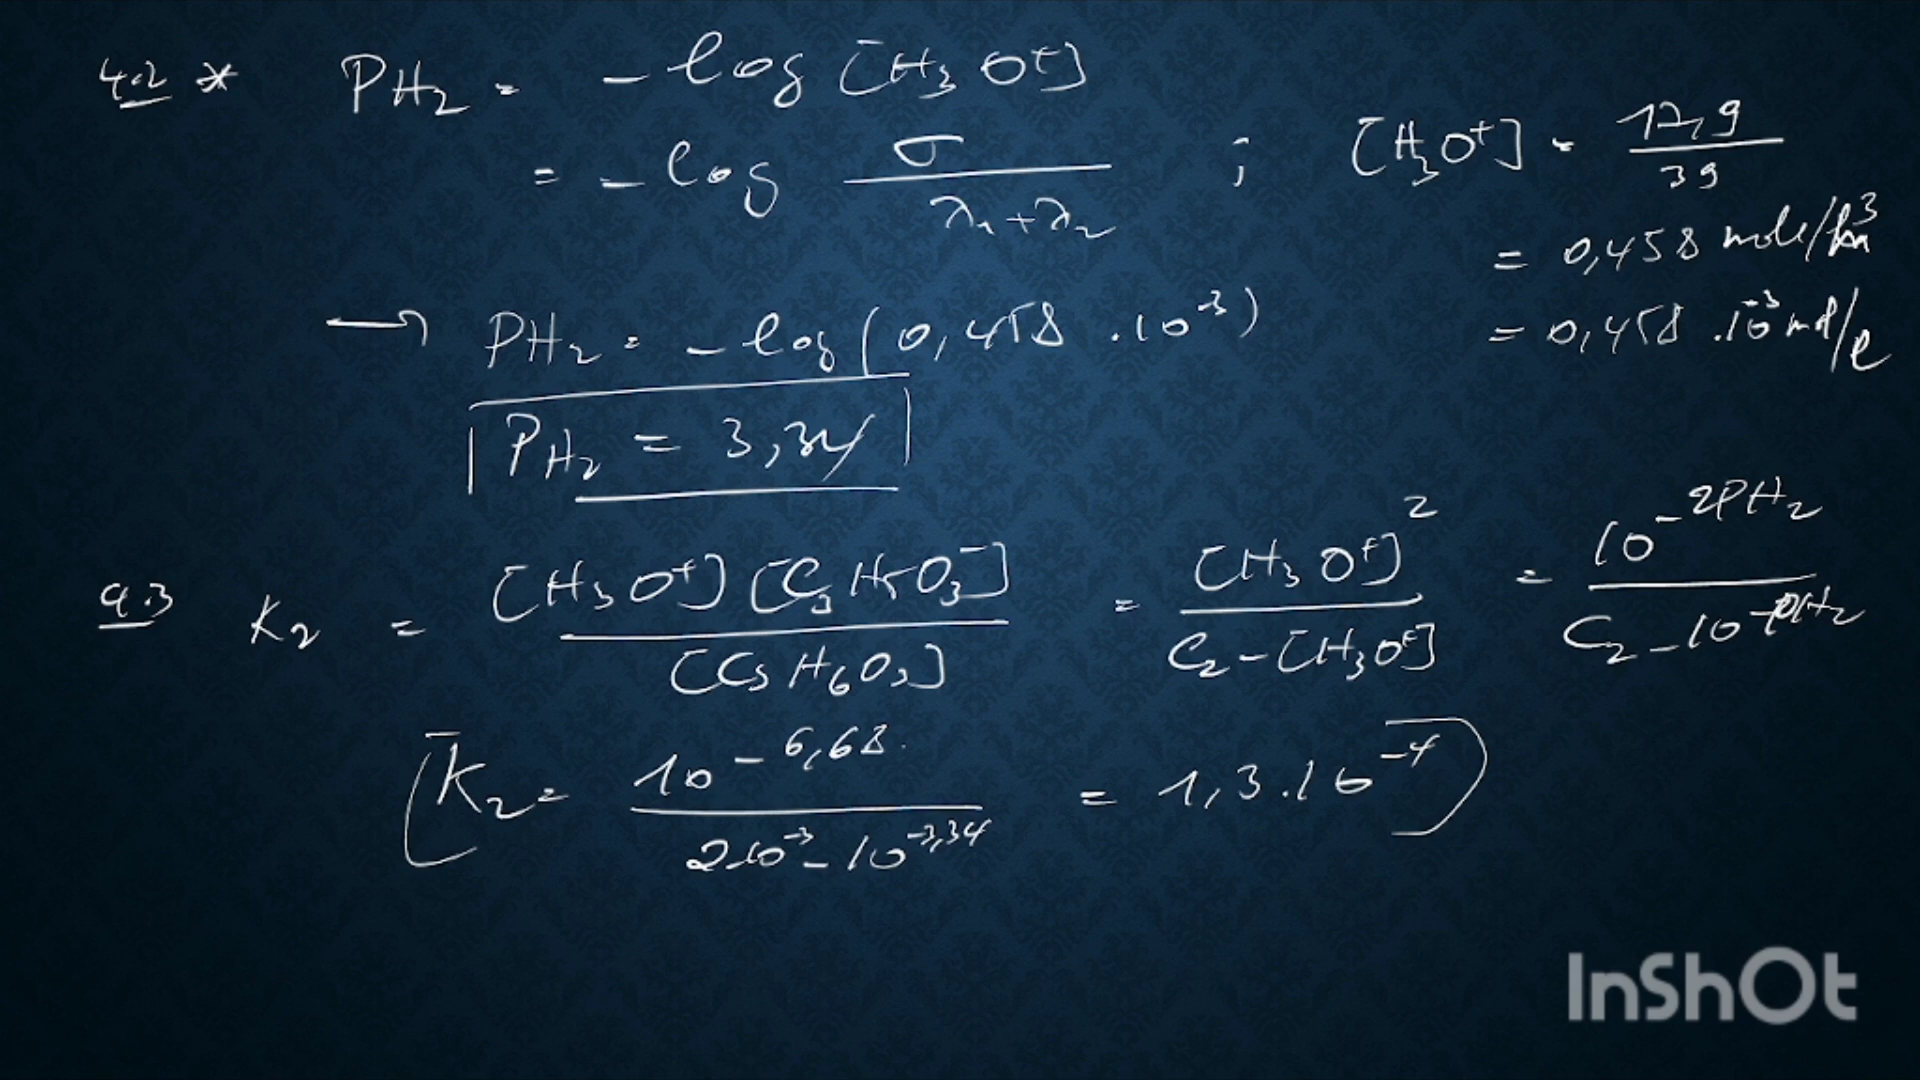 4.2 * PH₂ = - log [H₃O⁺]
= - log σ / (λ₁ + λ₂) ; [H₃O⁺] = 17,9 / 39
= 0,458 mole/m³
= 0,458 . 10⁻³ mol/l
→ PH₂ = - log (0,458 . 10⁻³)
PH₂ = 3,34
4.3 K₂ = [H₃O⁺] [C₃H₅O₃⁻] / [C₃H₆O₃] = [H₃O⁺]² / (C₂ - [H₃O⁺]) = 10^(-2PH₂) / (C₂ - 10^(-PH₂))
K₂ = 10^(-6,68) / (2.10⁻³ - 10^(-3,34)) = 1,3.10⁻⁴
InShOt